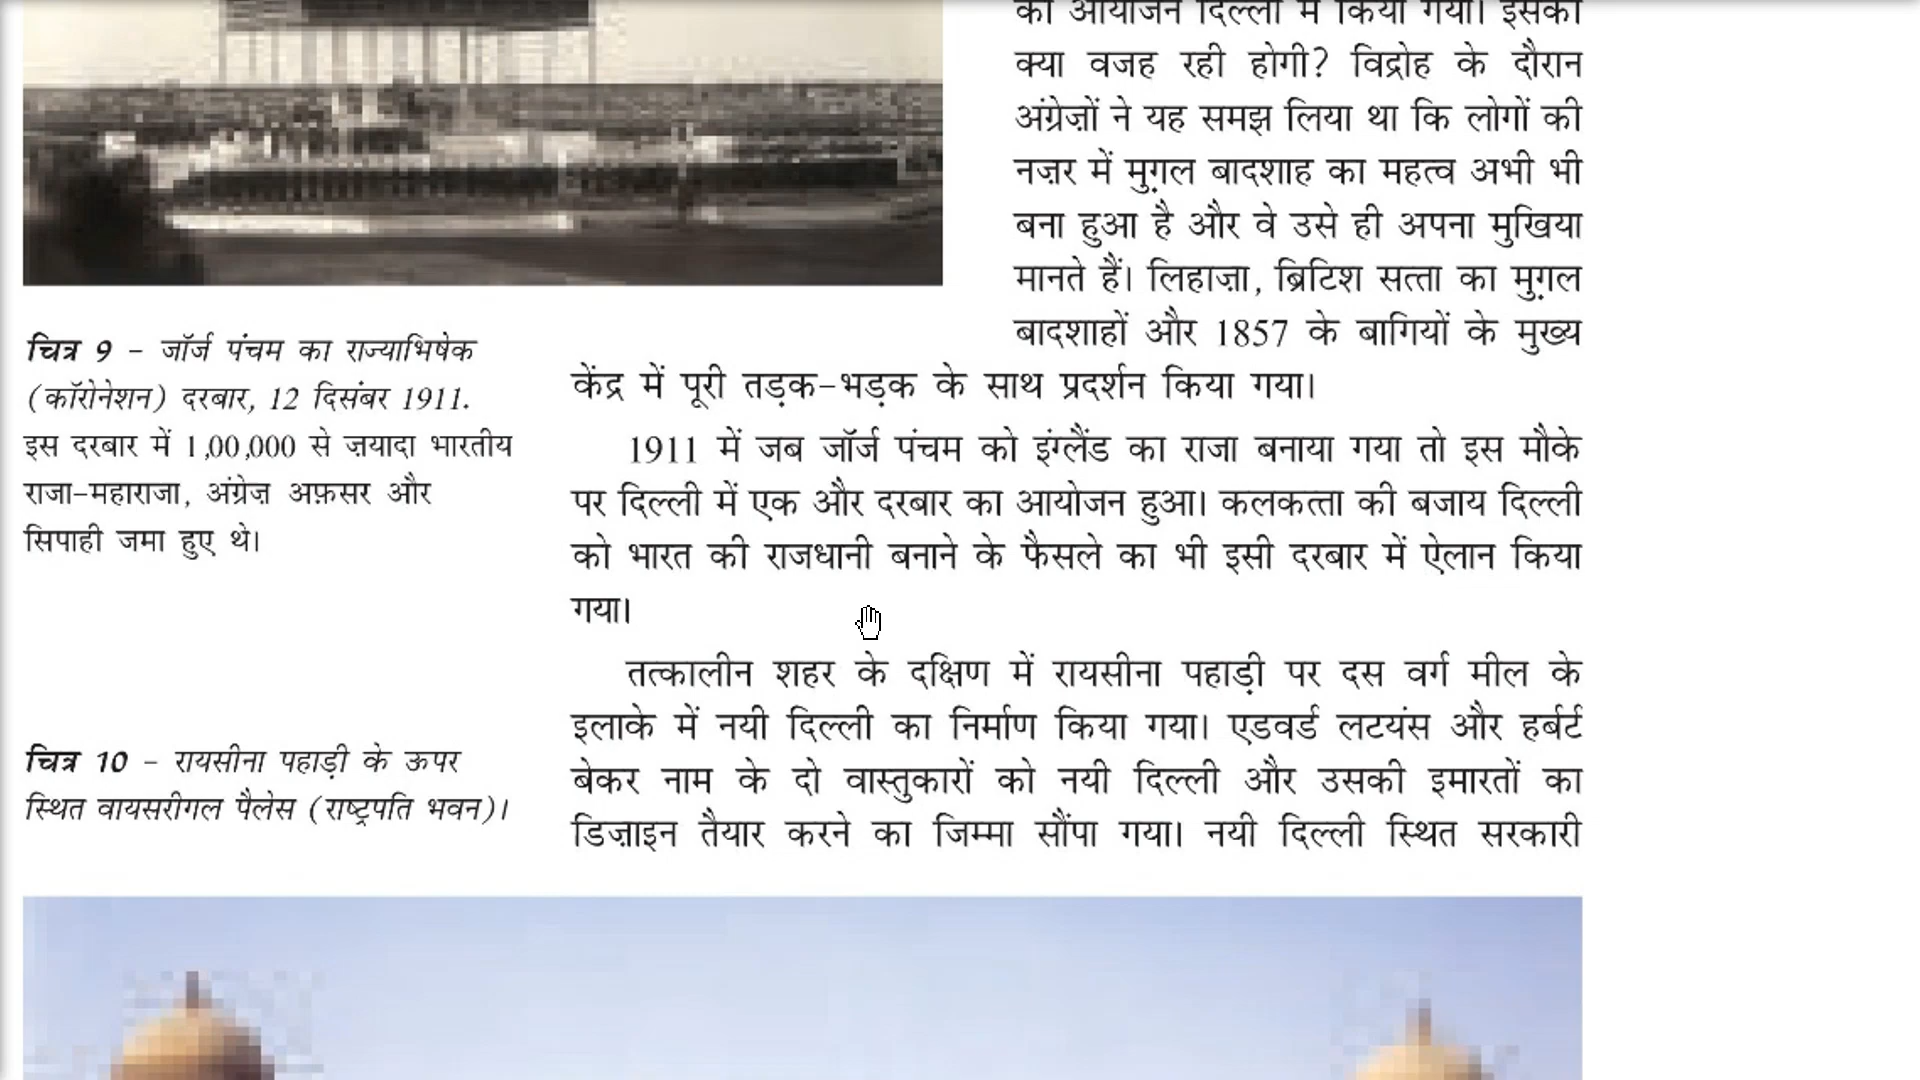 का आयोजन दिल्ली में किया गया। इसकी
क्या वजह रही होगी? विद्रोह के दौरान
अंग्रेज़ों ने यह समझ लिया था कि लोगों की
नज़र में मुग़ल बादशाह का महत्व अभी भी
बना हुआ है और वे उसे ही अपना मुखिया
मानते हैं। लिहाज़ा, ब्रिटिश सत्ता का मुग़ल
बादशाहों और 1857 के बागियों के मुख्य
केंद्र में पूरी तड़क-भड़क के साथ प्रदर्शन किया गया।
1911 में जब जॉर्ज पंचम को इंग्लैंड का राजा बनाया गया तो इस मौके
पर दिल्ली में एक और दरबार का आयोजन हुआ। कलकत्ता की बजाय दिल्ली
को भारत की राजधानी बनाने के फैसले का भी इसी दरबार में ऐलान किया
गया।
तत्कालीन शहर के दक्षिण में रायसीना पहाड़ी पर दस वर्ग मील के
इलाके में नयी दिल्ली का निर्माण किया गया। एडवर्ड लटयंस और हर्बर्ट
बेकर नाम के दो वास्तुकारों को नयी दिल्ली और उसकी इमारतों का
डिज़ाइन तैयार करने का जिम्मा सौंपा गया। नयी दिल्ली स्थित सरकारी
चित्र 9 – जॉर्ज पंचम का राज्याभिषेक
(कॉरोनेशन) दरबार, 12 दिसंबर 1911.
इस दरबार में 1,00,000 से ज़यादा भारतीय
राजा-महाराजा, अंग्रेज़ अफ़सर और
सिपाही जमा हुए थे।
चित्र 10 – रायसीना पहाड़ी के ऊपर
स्थित वायसरीगल पैलेस (राष्ट्रपति भवन)।